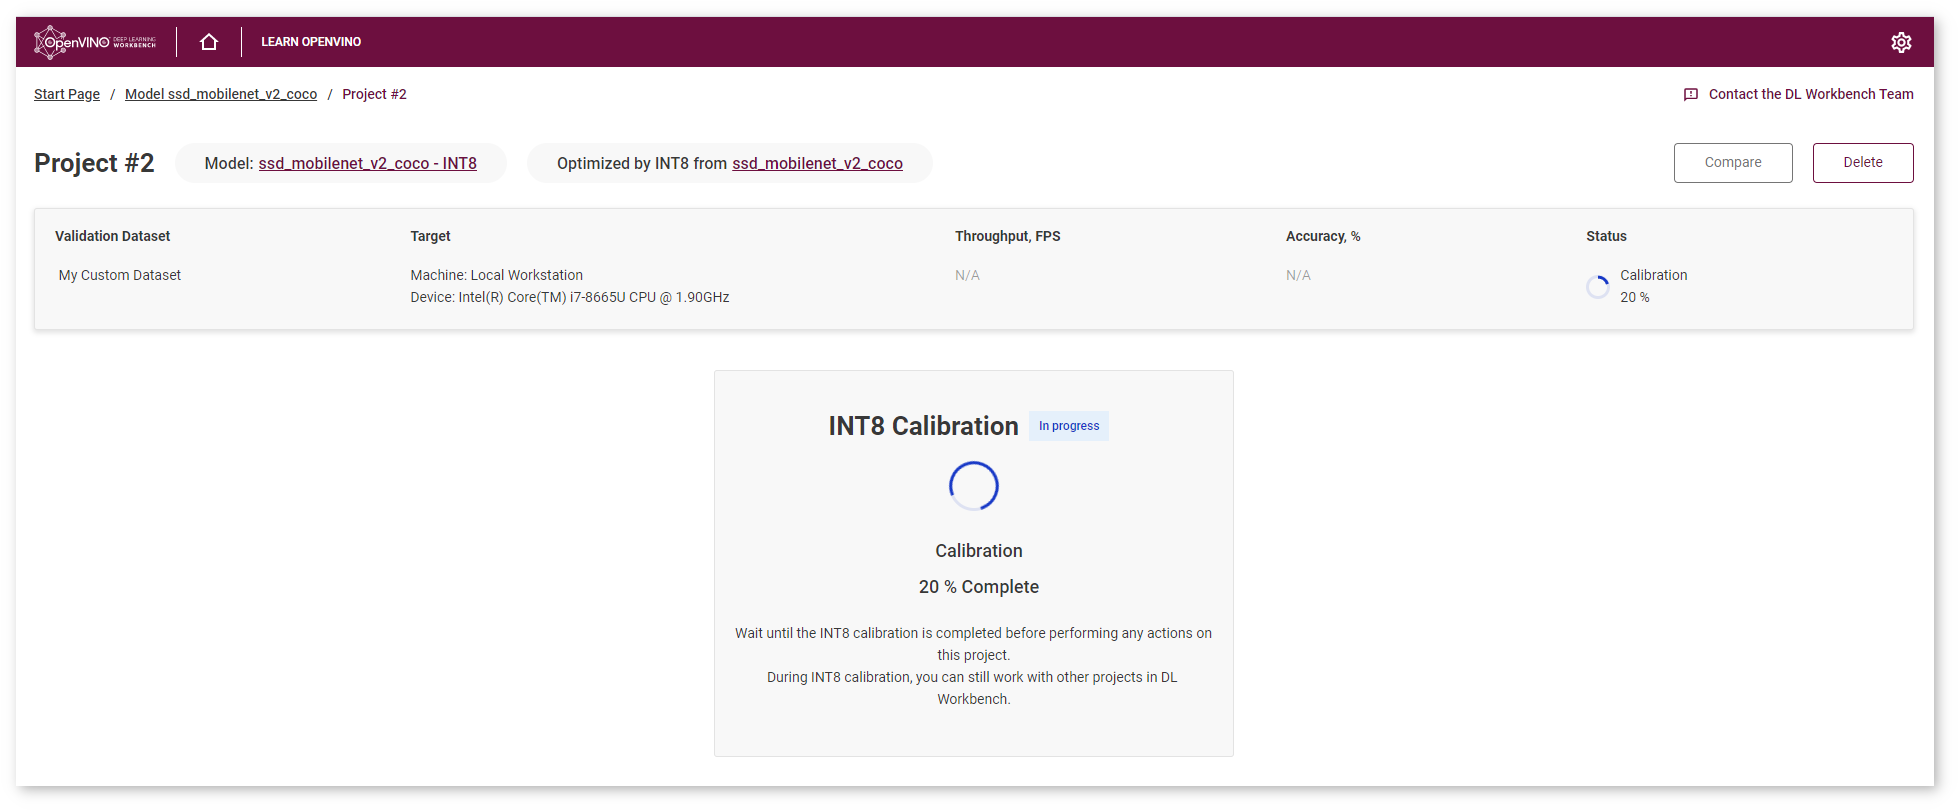 OpenVINO DEEP LEARNING WORKBENCH
LEARN OPENVINO
Start Page / Model ssd_mobilenet_v2_coco / Project #2
Contact the DL Workbench Team
Project #2
Model: ssd_mobilenet_v2_coco - INT8
Optimized by INT8 from ssd_mobilenet_v2_coco
Compare
Delete
Validation Dataset
Target
Throughput, FPS
Accuracy, %
Status
My Custom Dataset
Machine: Local Workstation
Device: Intel(R) Core(TM) i7-8665U CPU @ 1.90GHz
N/A
N/A
Calibration
20 %
INT8 Calibration
In progress
Calibration
20 % Complete
Wait until the INT8 calibration is completed before performing any actions on
this project.
During INT8 calibration, you can still work with other projects in DL
Workbench.